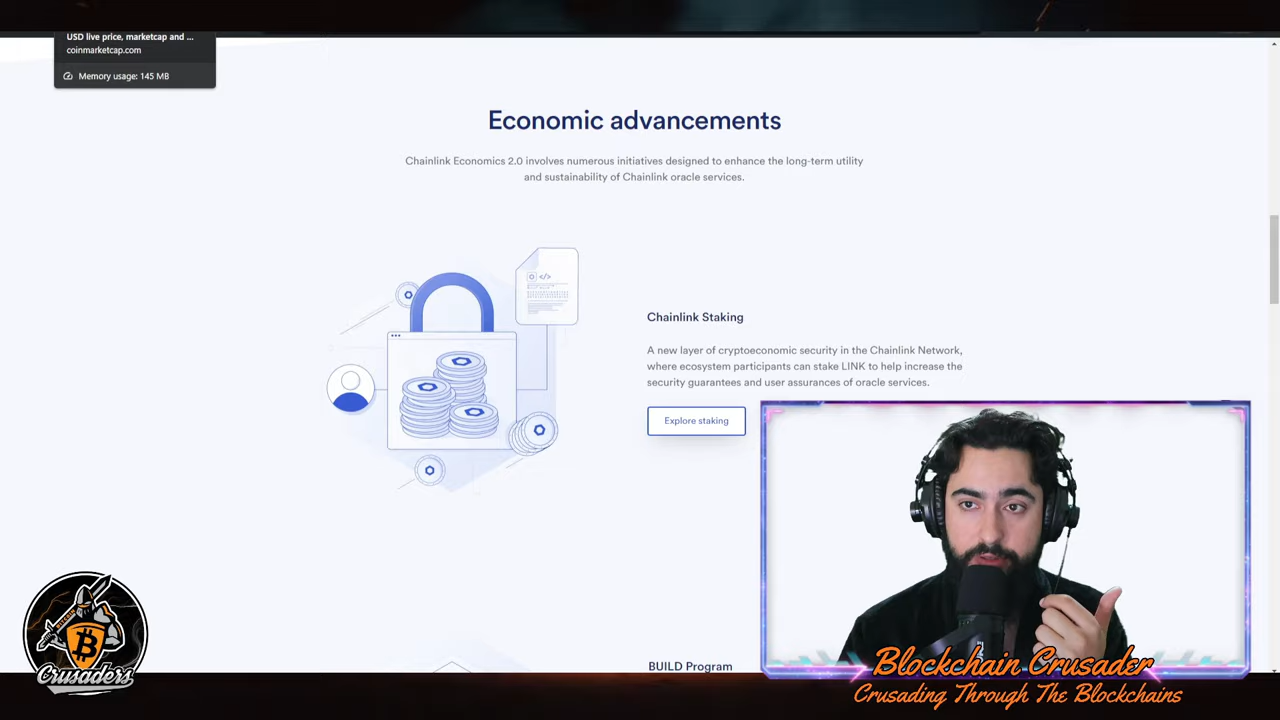 USD live price, marketcap and ...
coinmarketcap.com
Memory usage: 145 MB
Economic advancements
Chainlink Economics 2.0 involves numerous initiatives designed to enhance the long-term utility
and sustainability of Chainlink oracle services.
</>
Chainlink Staking
A new layer of cryptoeconomic security in the Chainlink Network,
where ecosystem participants can stake LINK to help increase the
security guarantees and user assurances of oracle services.
Explore staking
BUILD Program
Crusaders
Blockchain Crusader
Crusading Through The Blockchains